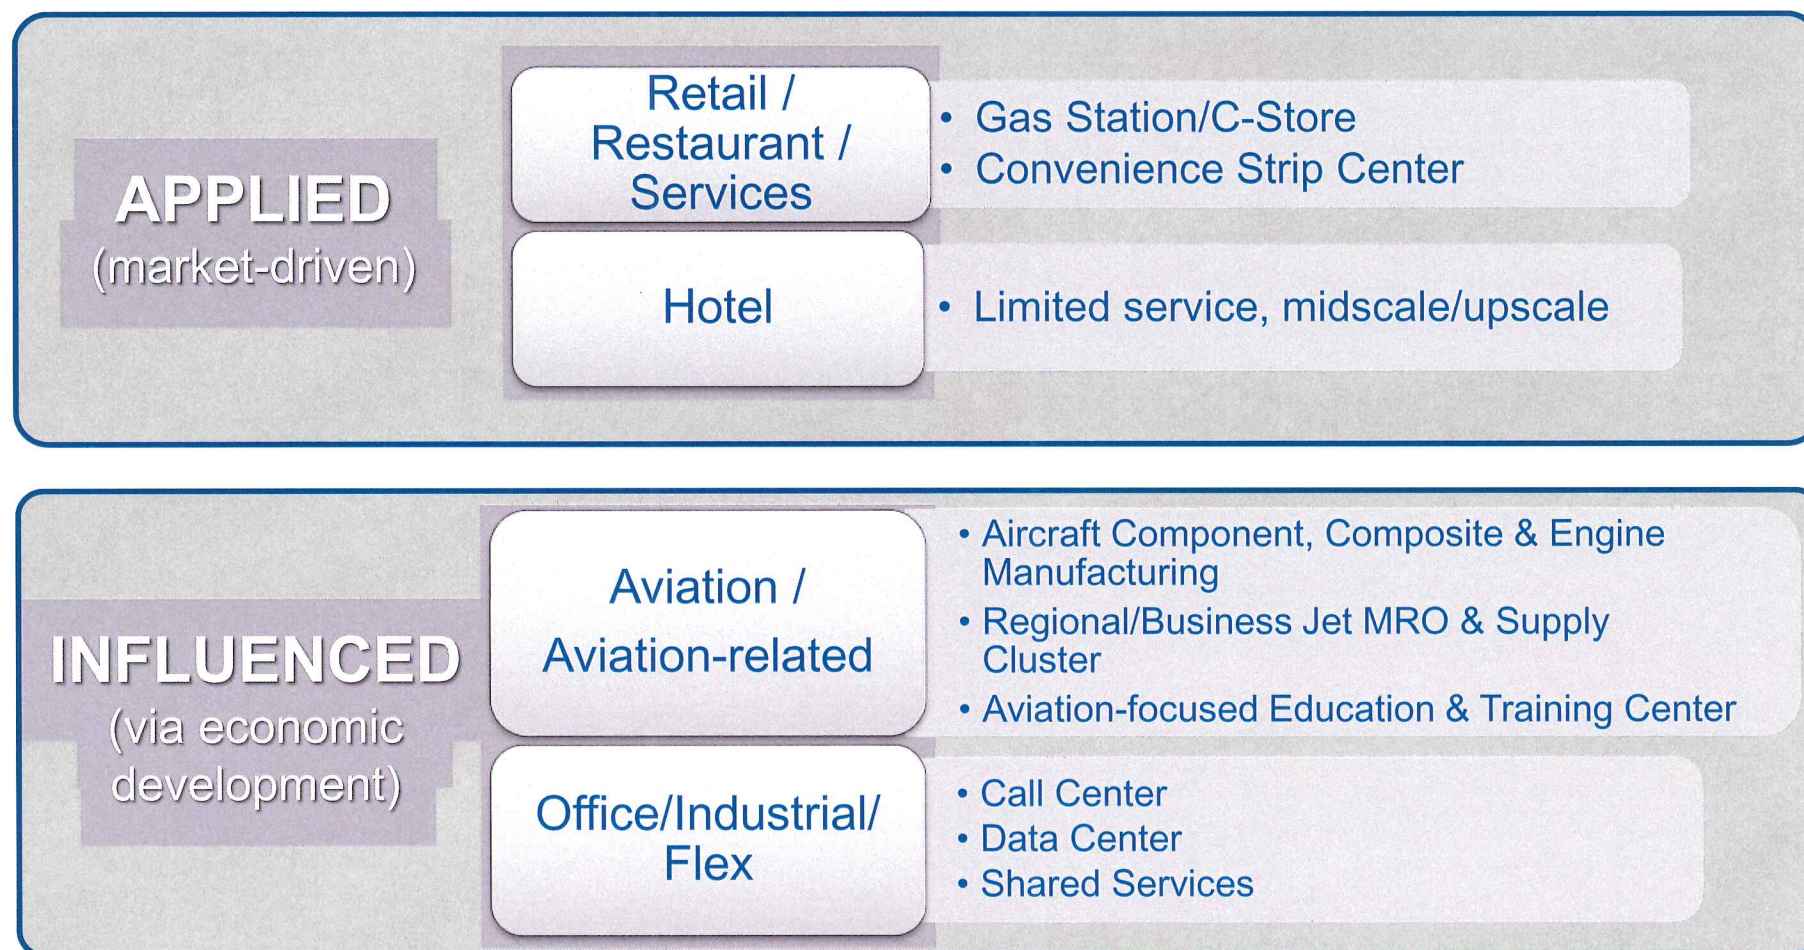 APPLIED
(market-driven)
Retail /
Restaurant /
Services
• Gas Station/C-Store
• Convenience Strip Center
Hotel
• Limited service, midscale/upscale
INFLUENCED
(via economic
development)
Aviation /
Aviation-related
• Aircraft Component, Composite & Engine
Manufacturing
• Regional/Business Jet MRO & Supply
Cluster
• Aviation-focused Education & Training Center
Office/Industrial/
Flex
• Call Center
• Data Center
• Shared Services